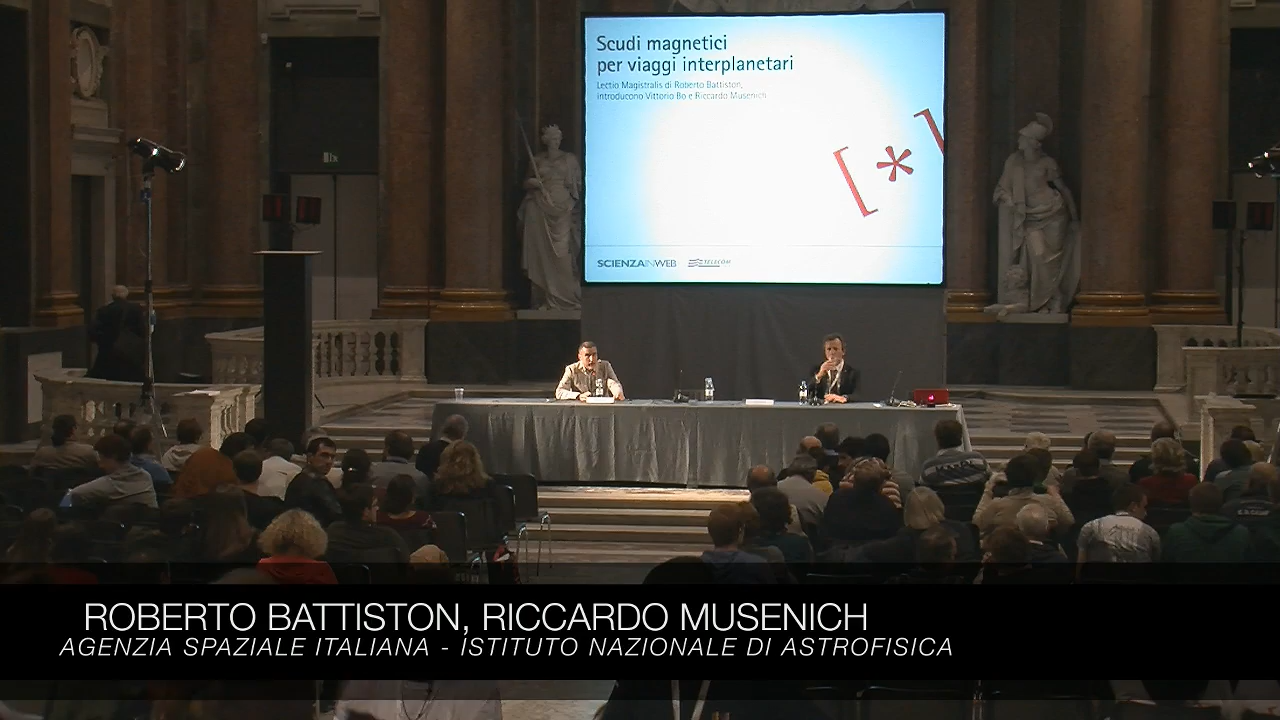 Scudi magnetici
per viaggi interplanetari
Lectio Magistralis di Roberto Battiston,
introducono Vittorio Bo e Riccardo Musenich
[*]
SCIENZAINWEB
TELECOM
ROBERTO BATTISTON, RICCARDO MUSENICH
AGENZIA SPAZIALE ITALIANA - ISTITUTO NAZIONALE DI ASTROFISICA